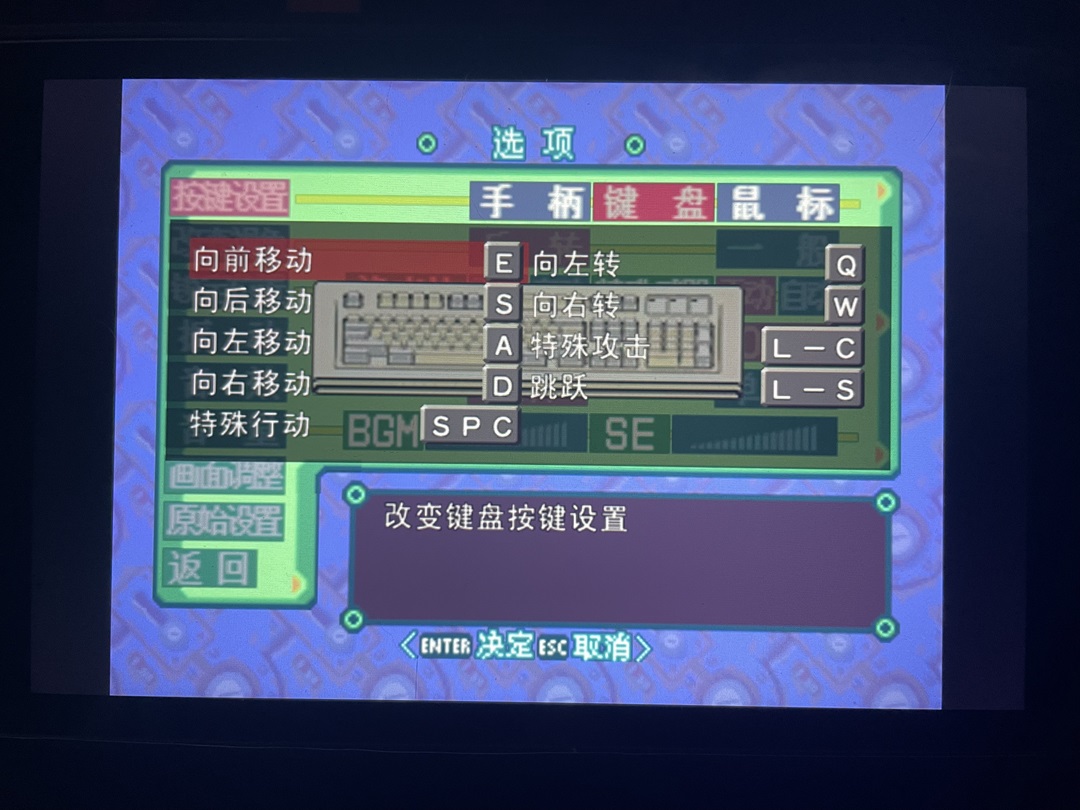 选项
按键设置 手柄 键盘 鼠标
向前移动 E 向左转 Q
向后移动 S 向右转 W
向左移动 A 特殊攻击 L-C
向右移动 D 跳跃 L-S
特殊行动 SPC
BGM SE
画面调整
原始设置
返回
改变键盘按键设置
ENTER 决定 ESC 取消